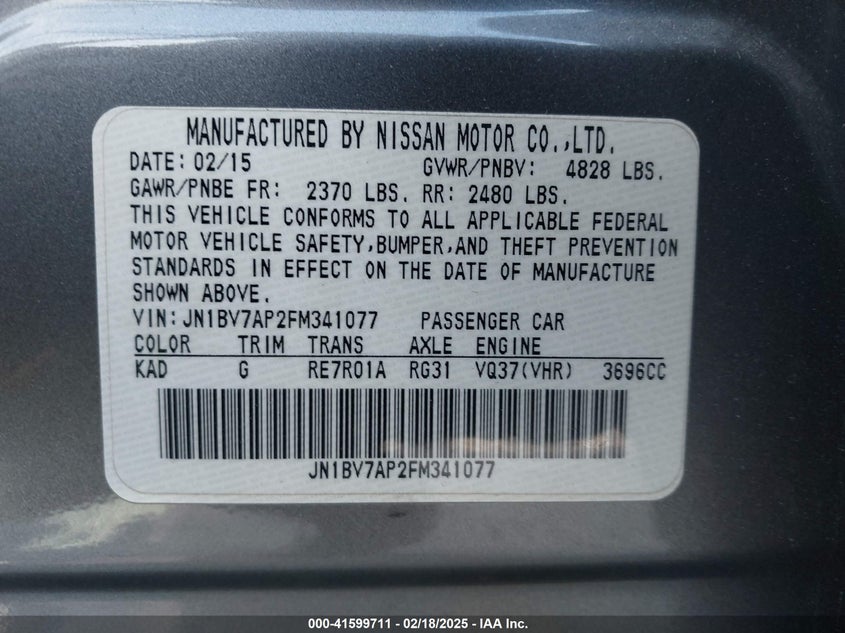 MANUFACTURED BY NISSAN MOTOR CO.,LTD.
DATE: 02/15 GVWR/PNBV: 4828 LBS.
GAWR/PNBE FR: 2370 LBS. RR: 2480 LBS.
THIS VEHICLE CONFORMS TO ALL APPLICABLE FEDERAL
MOTOR VEHICLE SAFETY,BUMPER,AND THEFT PREVENTION
STANDARDS IN EFFECT ON THE DATE OF MANUFACTURE
SHOWN ABOVE.
VIN:JN1BV7AP2FM341077 PASSENGER CAR
COLOR TRIM TRANS AXLE ENGINE
KAD G RE7R01A RG31 VQ37(VHR) 3696CC
JN1BV7AP2FM341077
000-41599711 — 02/18/2025 — IAA Inc.